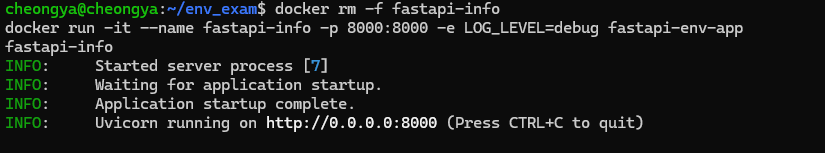 cheongya@cheongya:~/env_exam$ docker rm -f fastapi-info
docker run -it --name fastapi-info -p 8000:8000 -e LOG_LEVEL=debug fastapi-env-app
fastapi-info
INFO:     Started server process [7]
INFO:     Waiting for application startup.
INFO:     Application startup complete.
INFO:     Uvicorn running on http://0.0.0.0:8000 (Press CTRL+C to quit)